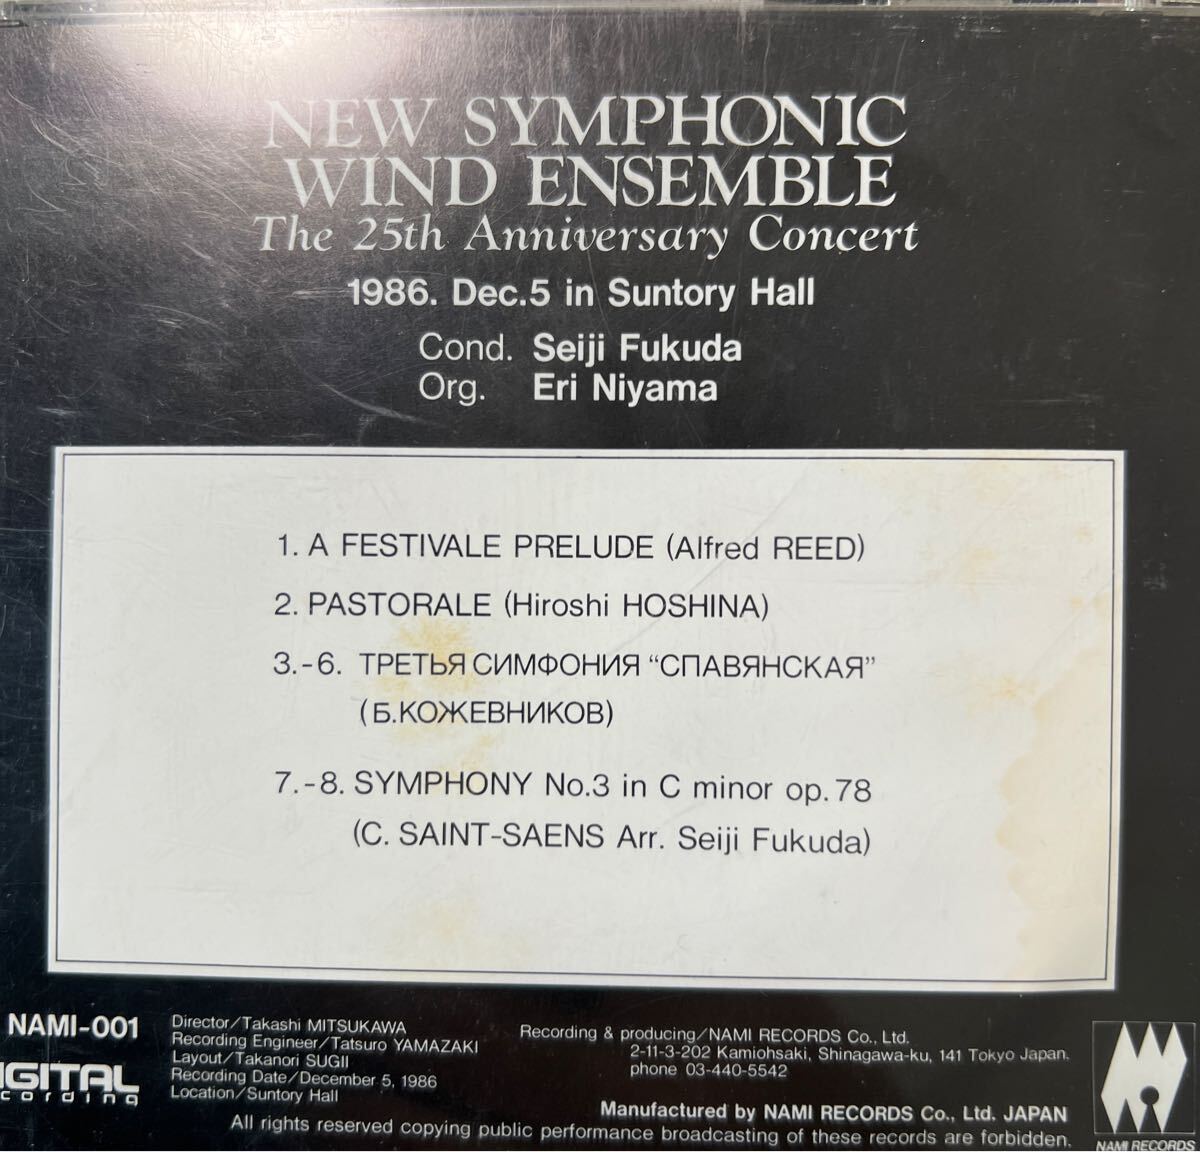 NEW SYMPHONIC
WIND ENSEMBLE
The 25th Anniversary Concert
1986. Dec.5 in Suntory Hall
Cond. Seiji Fukuda
Org. Eri Niyama
1. A FESTIVALE PRELUDE (Alfred REED)
2. PASTORALE (Hiroshi HOSHINA)
3.-6. ТРЕТЬЯ СИМФОНИЯ “СПАВЯНСКАЯ”
(Б.КОЖЕВНИКОВ)
7.-8. SYMPHONY No.3 in C minor op.78
(C. SAINT-SAENS Arr. Seiji Fukuda)
NAMI-001
IGITAL
cording
Director/Takashi MITSUKAWA
Recording Engineer/Tatsuro YAMAZAKI
Layout/Takanori SUGII
Recording Date/December 5, 1986
Location/Suntory Hall
Recording & producing/NAMI RECORDS Co., Ltd.
2-11-3-202 Kamiohsaki, Shinagawa-ku, 141 Tokyo Japan.
phone 03-440-5542
Manufactured by NAMI RECORDS Co., Ltd. JAPAN
All rights reserved copying public performance broadcasting of these records are forbidden.
NAMI RECORDS